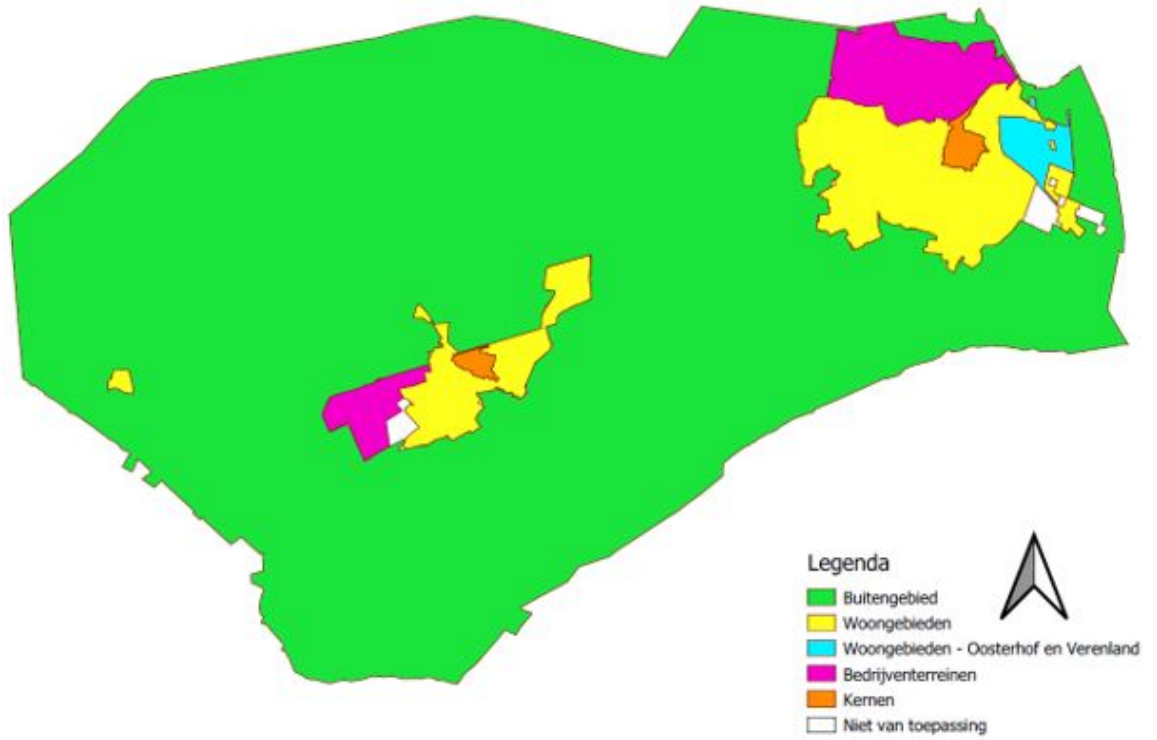 Legenda
Buitengebied
Woongebieden
Woongebieden - Oosterhof en Verenland
Bedrijventerreinen
Kernen
Niet van toepassing